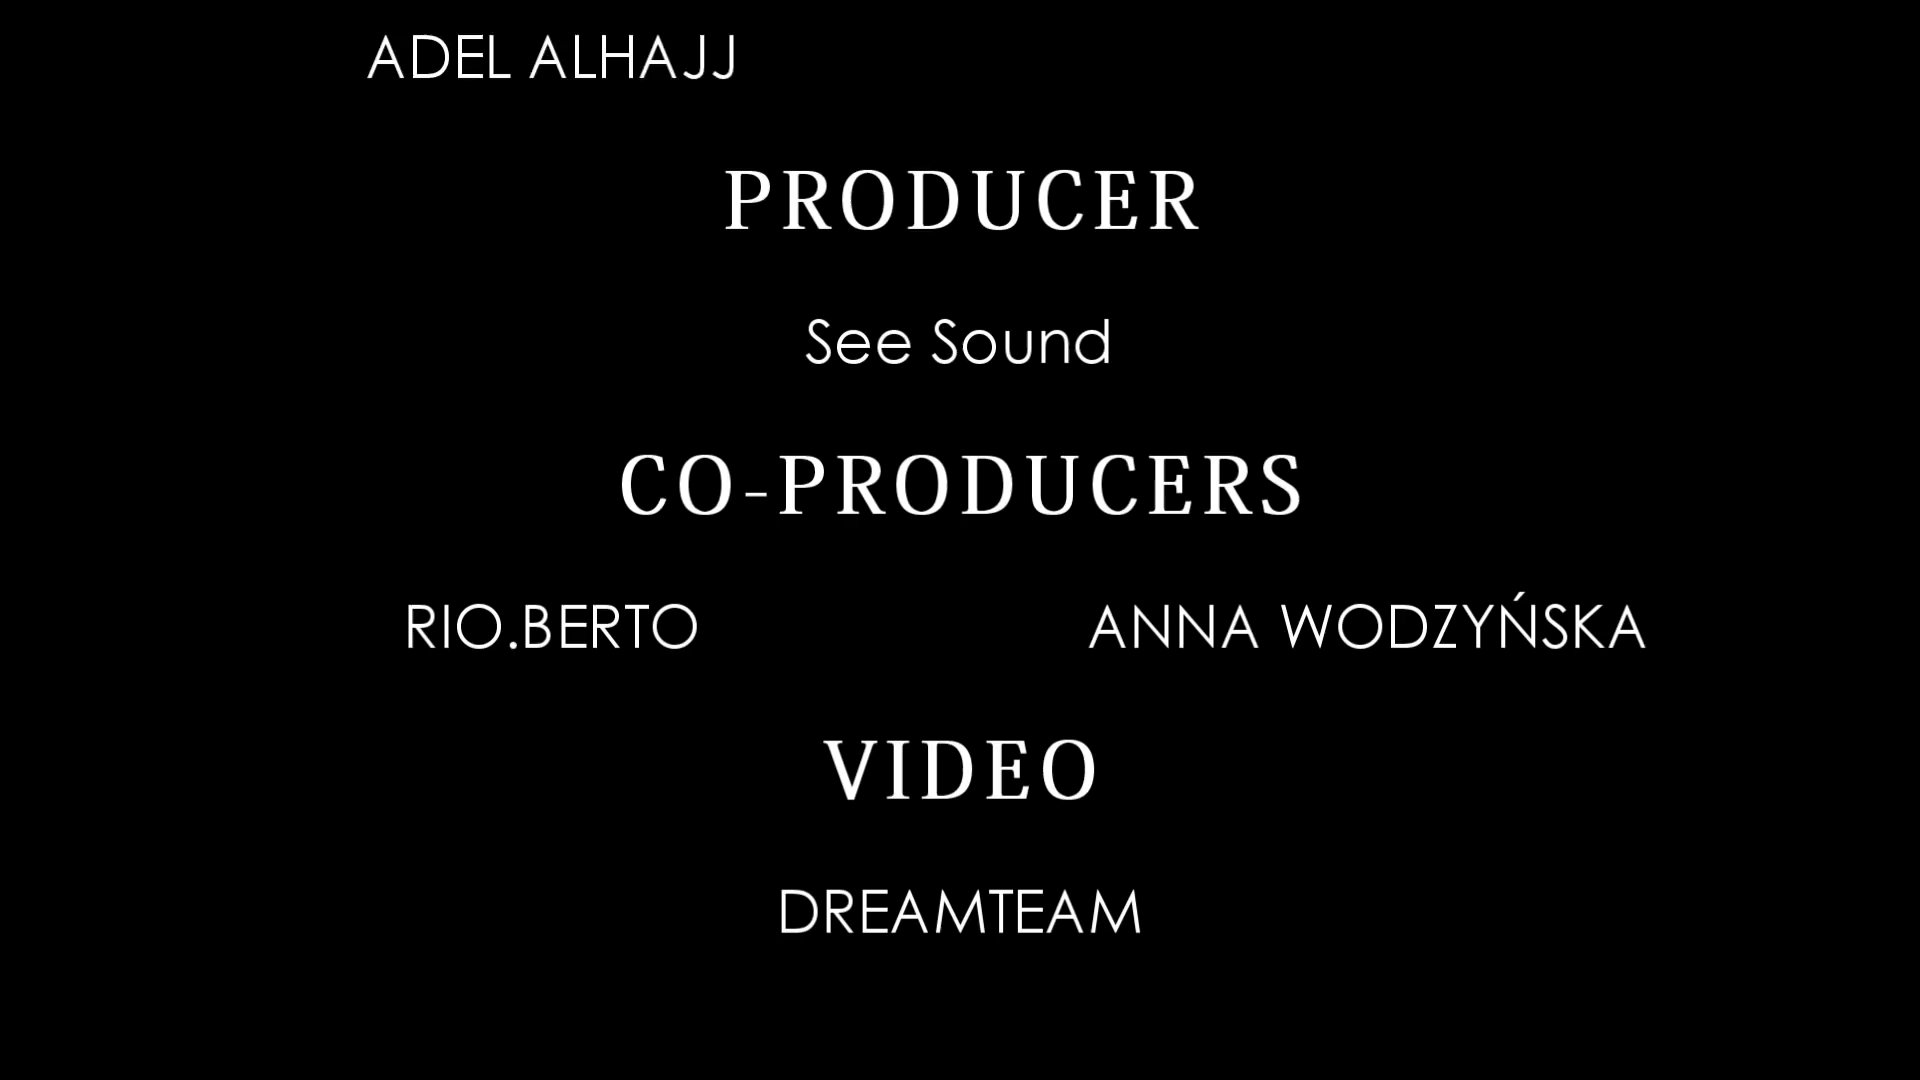 ADEL ALHAJJ
PRODUCER
See Sound
CO-PRODUCERS
RIO.BERTO ANNA WODZYŃSKA
VIDEO
DREAMTEAM